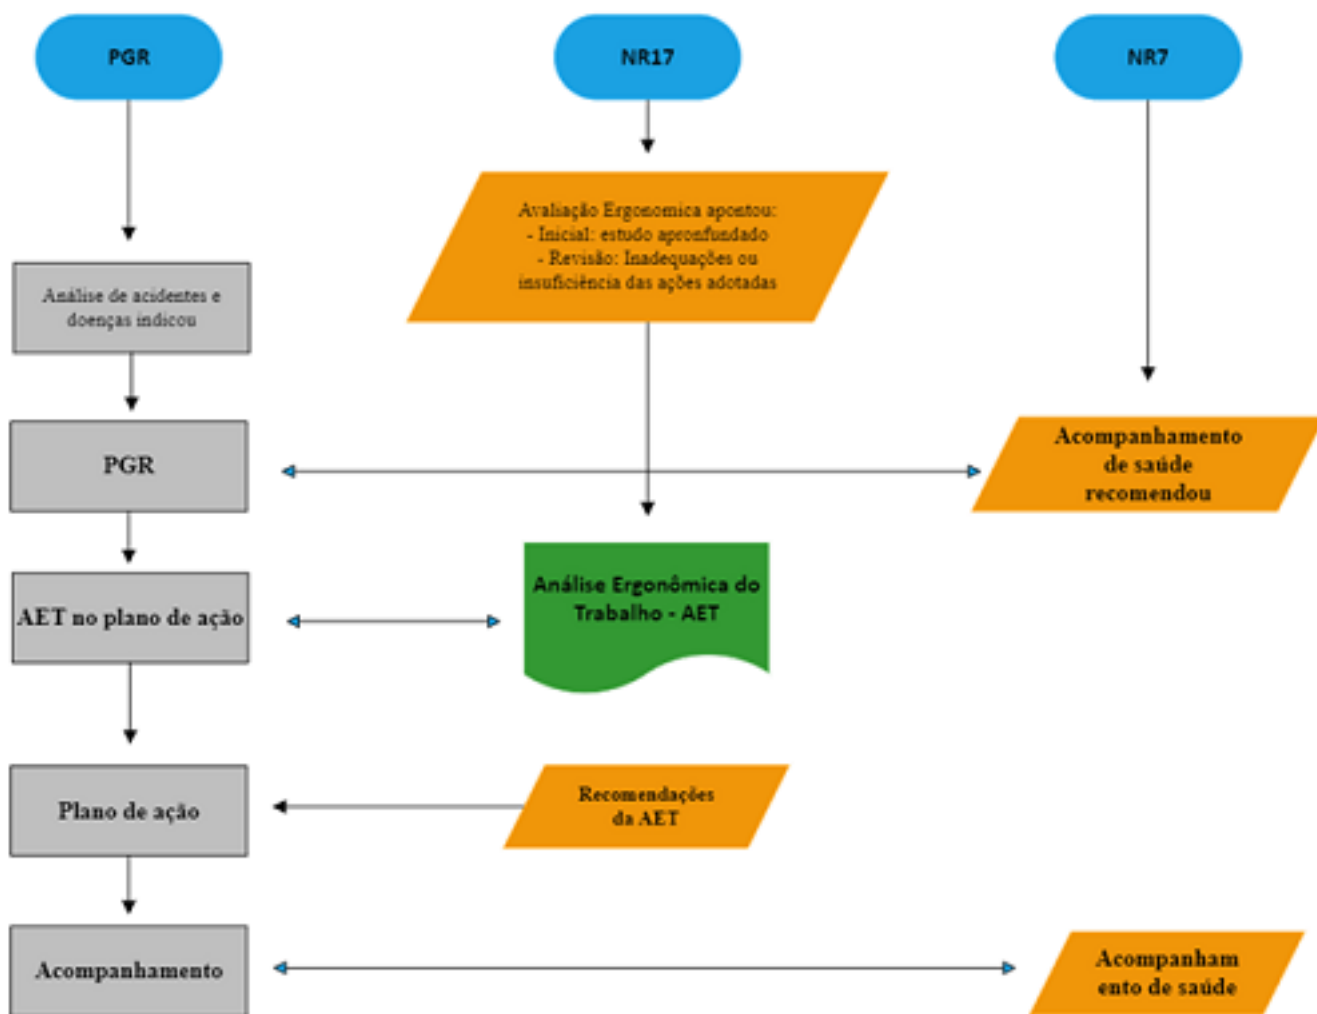 PGR
NR17
NR7
Avaliação Ergonomica apontou:
- Inicial: estudo apronfundado
- Revisão: Inadequações ou
insuficiência das ações adotadas
Análise de acidentes e
doenças indicou
PGR
Acompanhamento
de saúde
recomendou
AET no plano de ação
Análise Ergonômica do
Trabalho - AET
Plano de ação
Recomendações
da AET
Acompanhamento
Acompanham
ento de saúde